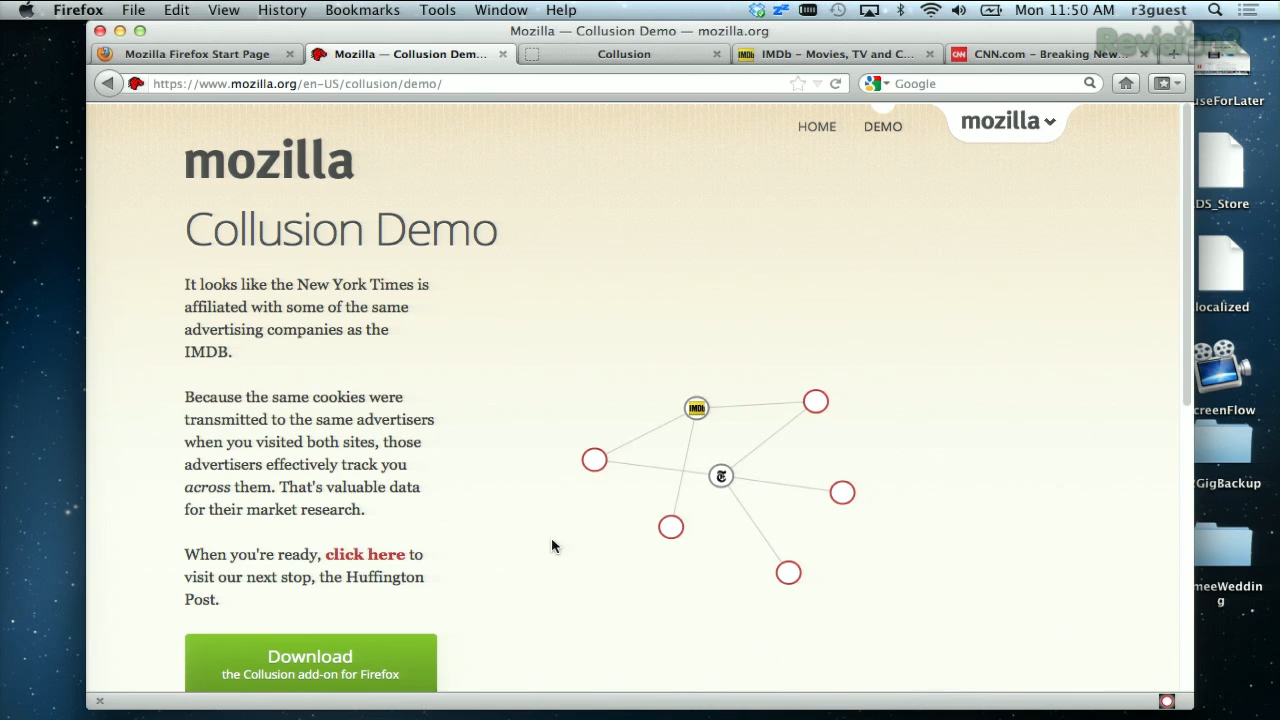 Firefox File Edit View History Bookmarks Tools Window Help Mon 11:50 AM r3guest
Mozilla — Collusion Demo — mozilla.org
Revision3
Mozilla Firefox Start Page
Mozilla — Collusion Dem...
Collusion
IMDb IMDb - Movies, TV and C...
CNN CNN.com - Breaking New...
https://www.mozilla.org/en-US/collusion/demo/
Google
HOME DEMO mozilla
mozilla
Collusion Demo
It looks like the New York Times is
affiliated with some of the same
advertising companies as the
IMDB.
Because the same cookies were
transmitted to the same advertisers
when you visited both sites, those
advertisers effectively track you
across them. That's valuable data
for their market research.
When you're ready, click here to
visit our next stop, the Huffington
Post.
Download
the Collusion add-on for Firefox
IMDb
T
useForLater
DS_Store
localized
creenFlow
GigBackup
meeWeddin
g